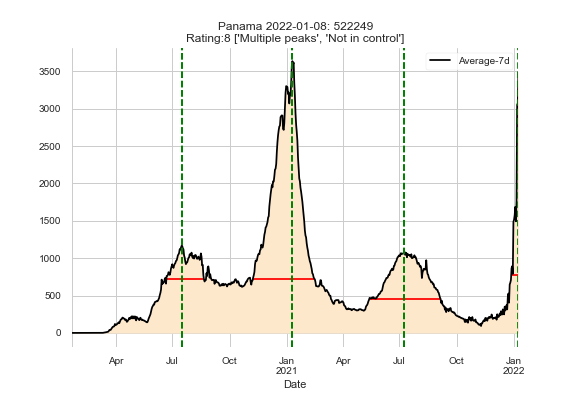 Panama 2022-01-08: 522249
Rating:8 ['Multiple peaks', 'Not in control']
Average-7d
3500
3000
2500
2000
1500
1000
500
0
Apr
Jul
Oct
Jan
2021
Apr
Jul
Oct
Jan
2022
Date